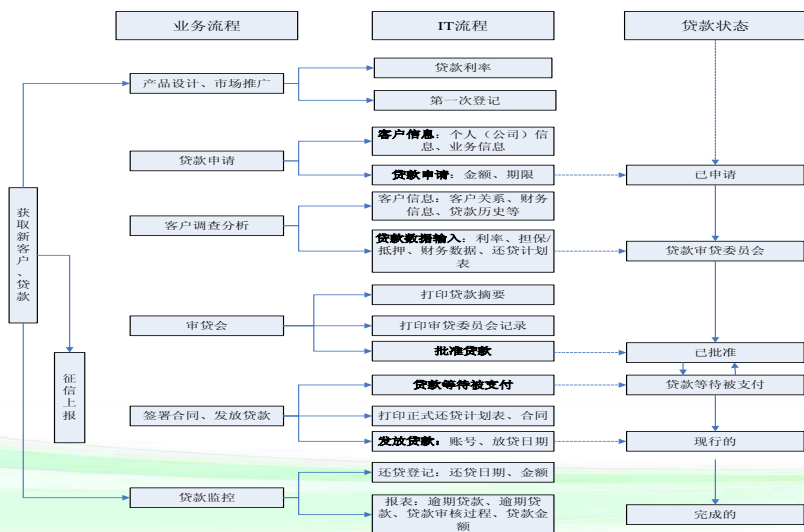 业务流程
IT流程
贷款状态
产品设计、市场推广
贷款利率
第一次登记
贷款申请
客户信息：个人（公司）信
息、业务信息
贷款申请：金额、期限
已申请
客户调查分析
客户信息：客户关系、财务
信息、贷款历史等
贷款数据输入：利率、担保/
抵押、财务数据、还贷计划
表
贷款审贷委员会
获
取
新
客
户
、
贷
款
审贷会
打印贷款摘要
打印审贷委员会记录
批准贷款
已批准
征
信
上
报
签署合同、发放贷款
贷款等待被支付
贷款等待被支付
打印正式还贷计划表、合同
发放贷款：账号、放贷日期
现行的
贷款监控
还贷登记：还贷日期、金额
报表：逾期贷款、逾期贷
款、贷款审核过程、贷款金
额
完成的